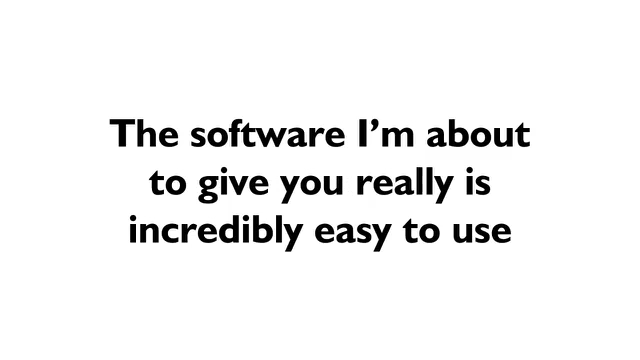 The software I’m about
to give you really is
incredibly easy to use